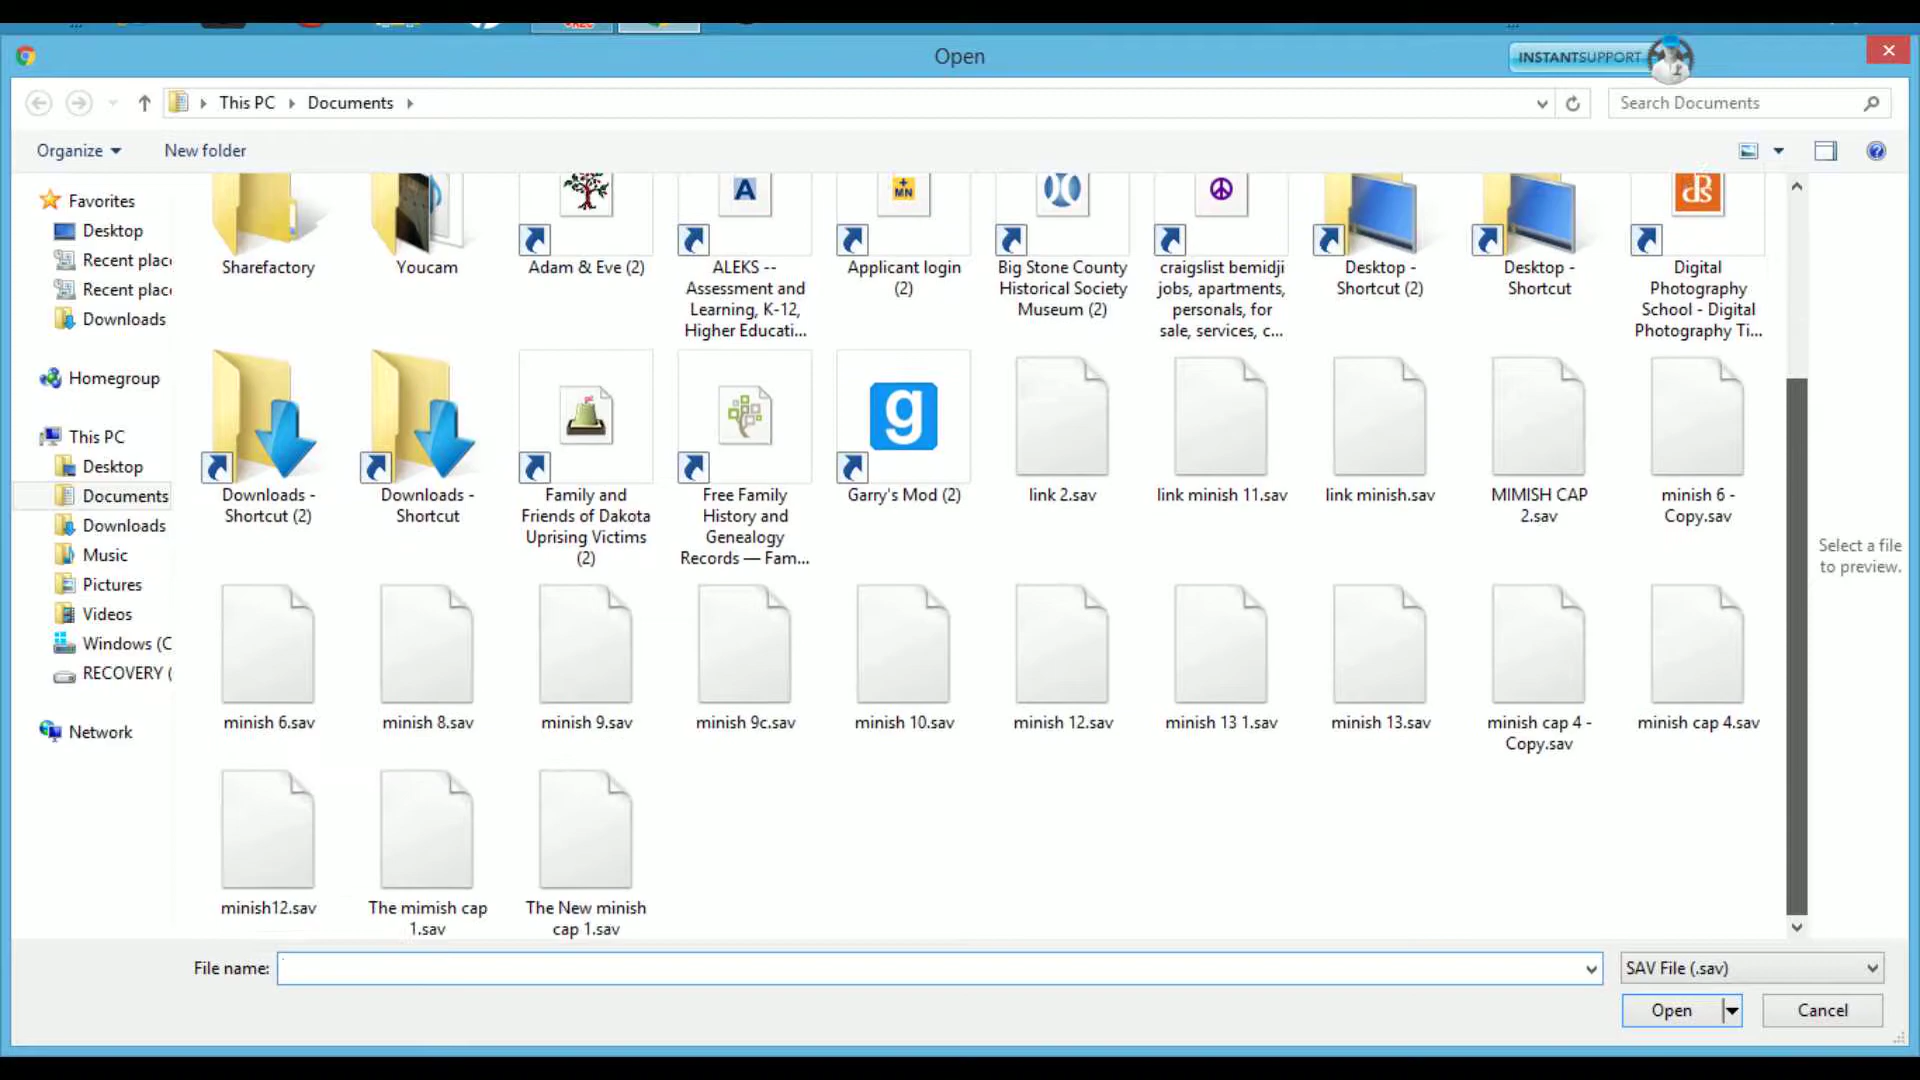 Open
INSTANTSUPPORT
This PC
Documents
Search Documents
Organize
New folder
Favorites
Desktop
Recent plac
Recent plac
Downloads
Homegroup
This PC
Desktop
Documents
Downloads
Music
Pictures
Videos
Windows (C
RECOVERY (
Network
Sharefactory
Youcam
Adam & Eve (2)
ALEKS --
Assessment and
Learning, K-12,
Higher Educati...
Applicant login
(2)
Big Stone County
Historical Society
Museum (2)
craigslist bemidji
jobs, apartments,
personals, for
sale, services, c...
Desktop -
Shortcut (2)
Desktop -
Shortcut
Digital
Photography
School - Digital
Photography Ti...
A
MN
dS
Downloads -
Shortcut (2)
Downloads -
Shortcut
Family and
Friends of Dakota
Uprising Victims
(2)
Free Family
History and
Genealogy
Records — Fam...
g
Garry's Mod (2)
link 2.sav
link minish 11.sav
link minish.sav
MIMISH CAP
2.sav
minish 6 -
Copy.sav
Select a file
to preview.
minish 6.sav
minish 8.sav
minish 9.sav
minish 9c.sav
minish 10.sav
minish 12.sav
minish 13 1.sav
minish 13.sav
minish cap 4 -
Copy.sav
minish cap 4.sav
minish12.sav
The mimish cap
1.sav
The New minish
cap 1.sav
File name:
SAV File (.sav)
Open
Cancel